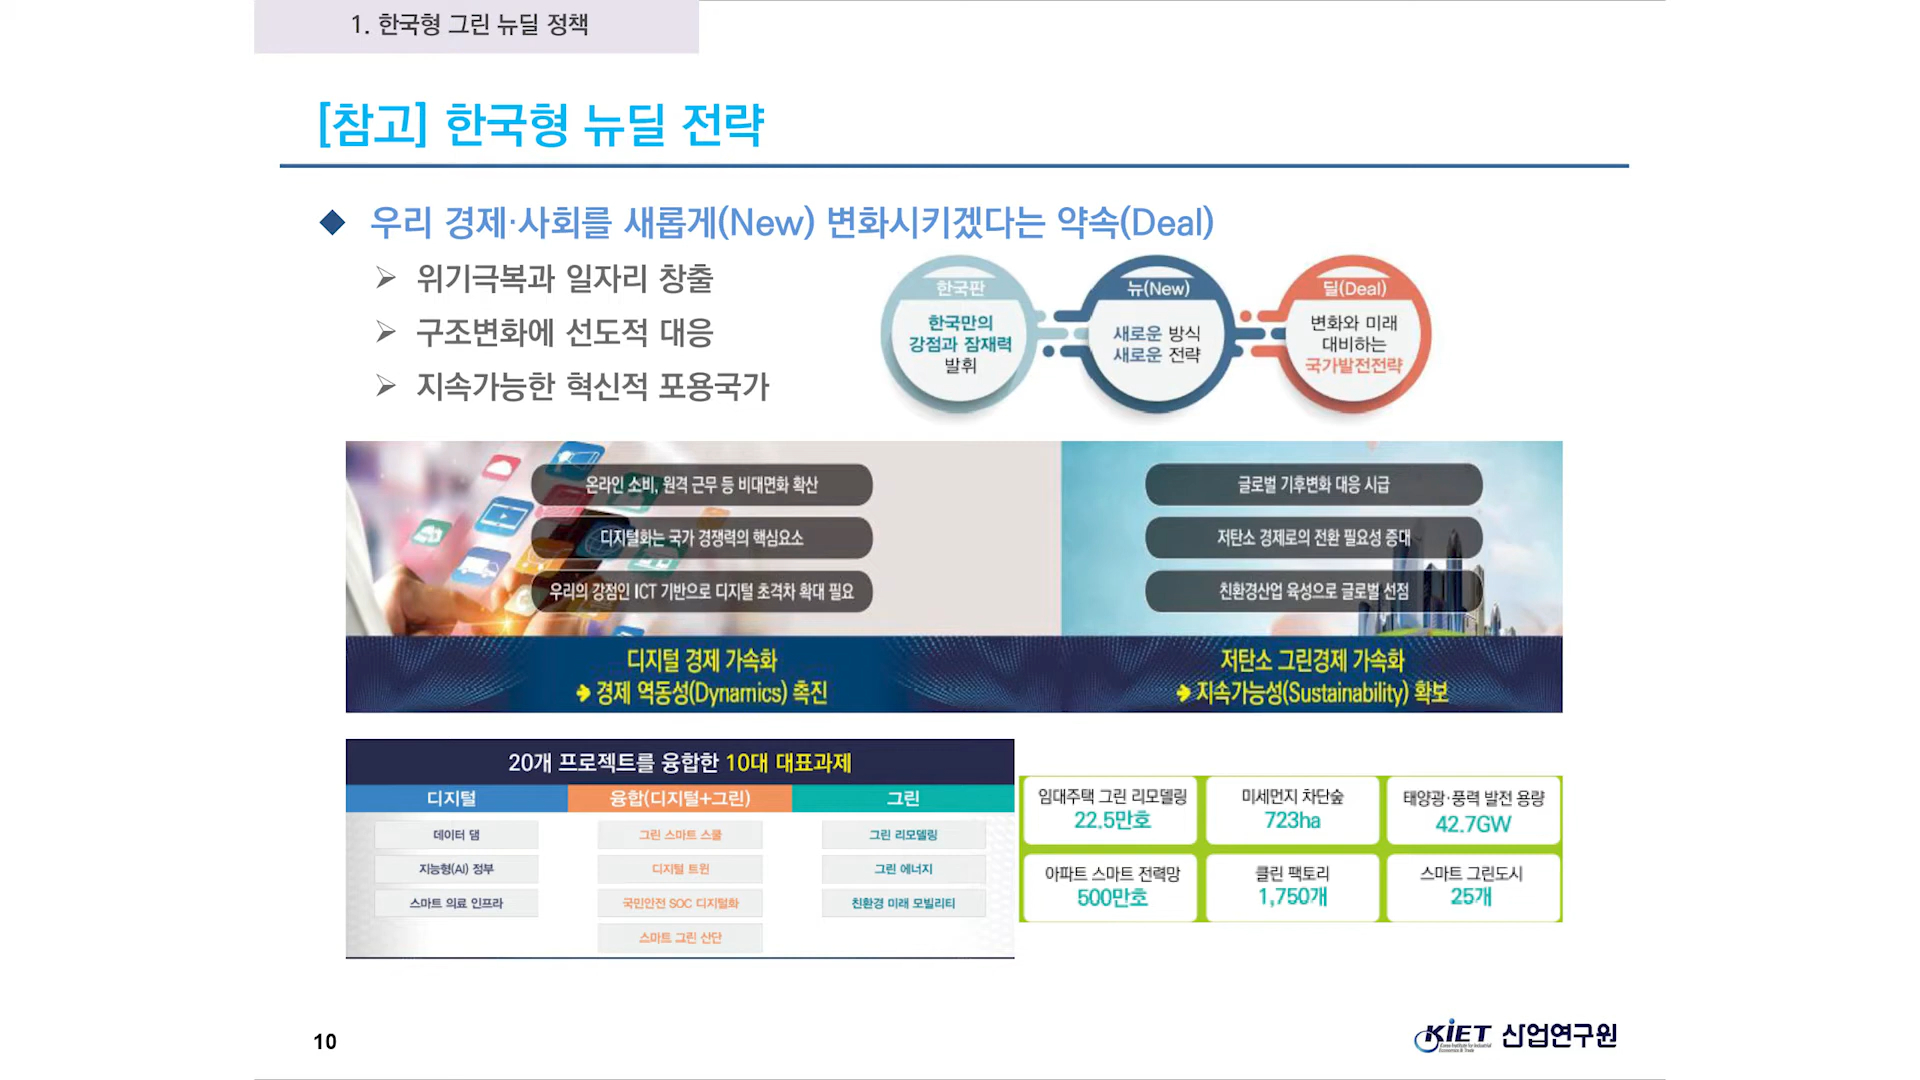 1. 한국형 그린 뉴딜 정책
[참고] 한국형 뉴딜 전략
우리 경제·사회를 새롭게(New) 변화시키겠다는 약속(Deal)
위기극복과 일자리 창출
구조변화에 선도적 대응
지속가능한 혁신적 포용국가
한국판
한국만의
강점과 잠재력
발휘
뉴(New)
새로운 방식
새로운 전략
딜(Deal)
변화와 미래
대비하는
국가발전전략
온라인 소비, 원격 근무 등 비대면화 확산
디지털화는 국가 경쟁력의 핵심요소
우리의 강점인 ICT 기반으로 디지털 초격차 확대 필요
디지털 경제 가속화
경제 역동성(Dynamics) 촉진
글로벌 기후변화 대응 시급
저탄소 경제로의 전환 필요성 증대
친환경산업 육성으로 글로벌 선점
저탄소 그린경제 가속화
지속가능성(Sustainability) 확보
20개 프로젝트를 융합한 10대 대표과제
디지털
데이터 댐
지능형(AI) 정부
스마트 의료 인프라
융합(디지털+그린)
그린 스마트 스쿨
디지털 트윈
국민안전 SOC 디지털화
스마트 그린 산단
그린
그린 리모델링
그린 에너지
친환경 미래 모빌리티
임대주택 그린 리모델링
22.5만호
미세먼지 차단숲
723ha
태양광·풍력 발전 용량
42.7GW
아파트 스마트 전력망
500만호
클린 팩토리
1,750개
스마트 그린도시
25개
10
KIET 산업연구원